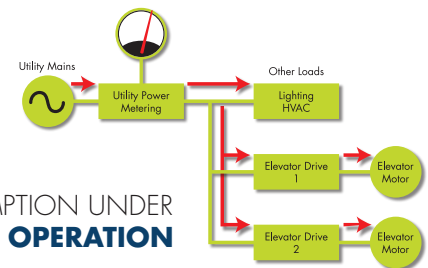 Utility Mains
Utility Power
Metering
Other Loads
Lighting
HVAC
Elevator Drive
1
Elevator
Motor
Elevator Drive
2
Elevator
Motor
UNDER
OPERATION